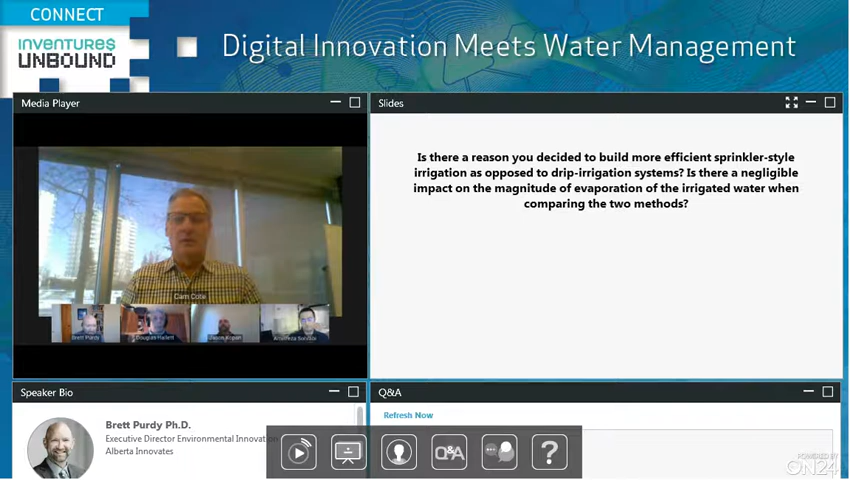 CONNECT
INVENTURES
UNBOUND
Digital Innovation Meets Water Management
Media Player
Slides
Is there a reason you decided to build more efficient sprinkler-style
irrigation as opposed to drip-irrigation systems? Is there a negligible
impact on the magnitude of evaporation of the irrigated water when
comparing the two methods?
Cam Cote
Brett Purdy
Douglas Hallett
Speaker Bio
Q&A
Refresh Now
Brett Purdy Ph.D.
Executive Director Environmental Innovation
Alberta Innovates
Q&A
?
POWERED BY
ON24